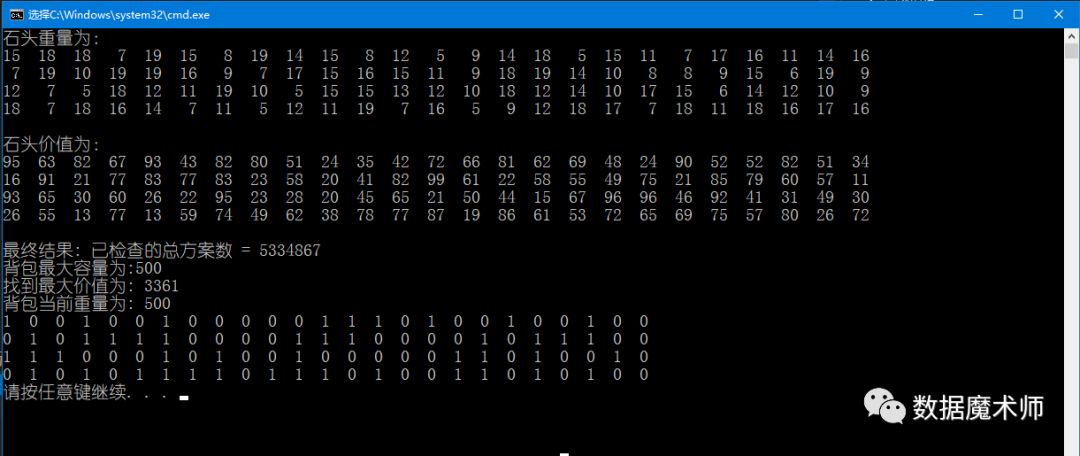 选择C:\Windows\system32\cmd.exe
石头重量为:
15 18 18 7 19 15 8 19 14 15 8 12 5 9 14 18 5 15 11 7 17 16 11 14 16
7 19 10 19 19 16 9 7 17 15 16 15 11 9 18 19 14 10 8 8 9 15 6 19 9
12 7 5 18 12 11 19 10 5 15 15 13 12 10 18 12 14 10 17 15 6 14 12 10 9
18 7 18 16 14 7 11 5 12 11 19 7 16 5 9 12 18 17 7 18 11 18 16 17 16
石头价值为:
95 63 82 67 93 43 82 80 51 24 35 42 72 66 81 62 69 48 24 90 52 52 82 51 34
16 91 21 77 83 77 83 23 58 20 41 82 99 61 22 58 55 49 75 21 85 79 60 57 11
93 65 30 60 26 22 95 23 28 20 45 65 21 50 44 15 67 96 96 46 92 41 31 49 30
26 55 13 77 13 59 74 49 62 38 78 77 87 19 86 61 53 72 65 69 75 57 80 26 72
最终结果: 已检查的总方案数 = 5334867
背包最大容量为:500
找到最大价值为: 3361
背包当前重量为: 500
1 0 0 1 0 0 1 0 0 0 0 0 1 1 1 0 1 0 0 1 0 0 1 0 0
0 1 0 1 1 1 1 0 0 0 0 1 1 1 0 0 0 0 1 0 1 1 1 0 0
1 1 1 0 0 0 1 0 1 0 0 1 0 0 0 0 0 1 1 0 1 0 0 1 0
0 1 0 1 0 1 1 1 1 0 1 1 1 0 1 0 0 1 1 0 1 0 1 0 0
请按任意键继续. . .
数据魔术师